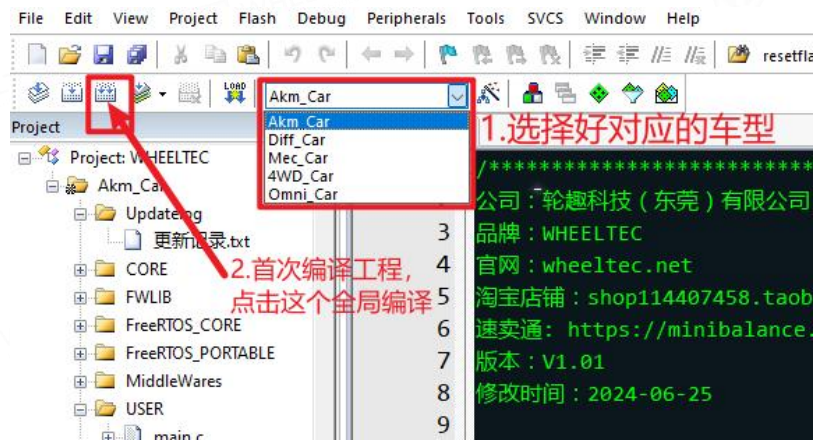 File Edit View Project Flash Debug Peripherals Tools SVCS Window Help
resetfla
LOAD
Akm_Car
Akm_Car
Diff_Car
Mec_Car
4WD_Car
Omni_Car
1.选择好对应的车型
Project
Project: WHEELTEC
Akm_Ca
更新记录.txt
CORE
FWLIB
FreeRTOS_CORE
FreeRTOS_PORTABLE
MiddleWares
USER
main.c
2.首次编译工程，
点击这个全局编译
/****************************
公司：轮趣科技（东莞）有限公司
3 品牌：WHEELTEC
4 官网：wheeltec.net
5 淘宝店铺：shop114407458.taob
6 速卖通: https://minibalance.
7 版本：V1.01
8 修改时间：2024-06-25
9